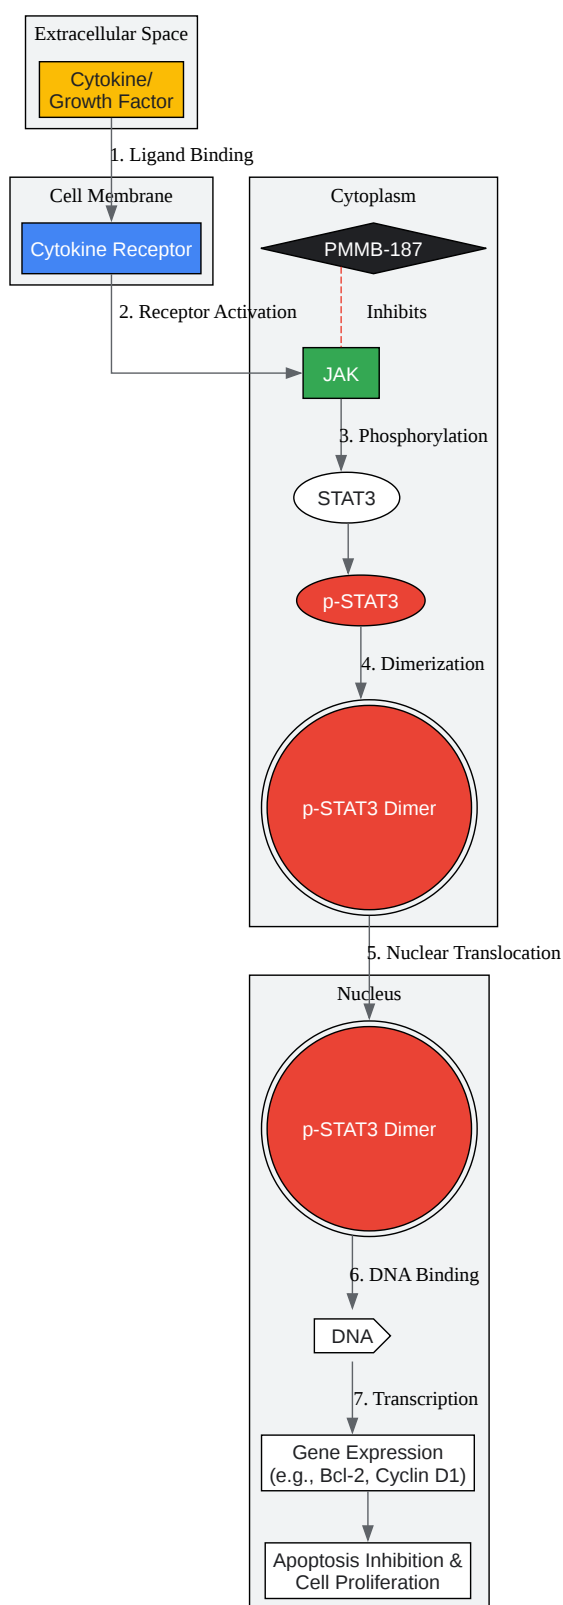 Extracellular Space
Cytokine/
Growth Factor
1. Ligand Binding
Cell Membrane
Cytokine Receptor
Cytoplasm
PMMB-187
2. Receptor Activation
Inhibits
JAK
3. Phosphorylation
STAT3
p-STAT3
4. Dimerization
p-STAT3 Dimer
5. Nuclear Translocation
Nucleus
p-STAT3 Dimer
6. DNA Binding
DNA
7. Transcription
Gene Expression
(e.g., Bcl-2, Cyclin D1)
Apoptosis Inhibition &
Cell Proliferation